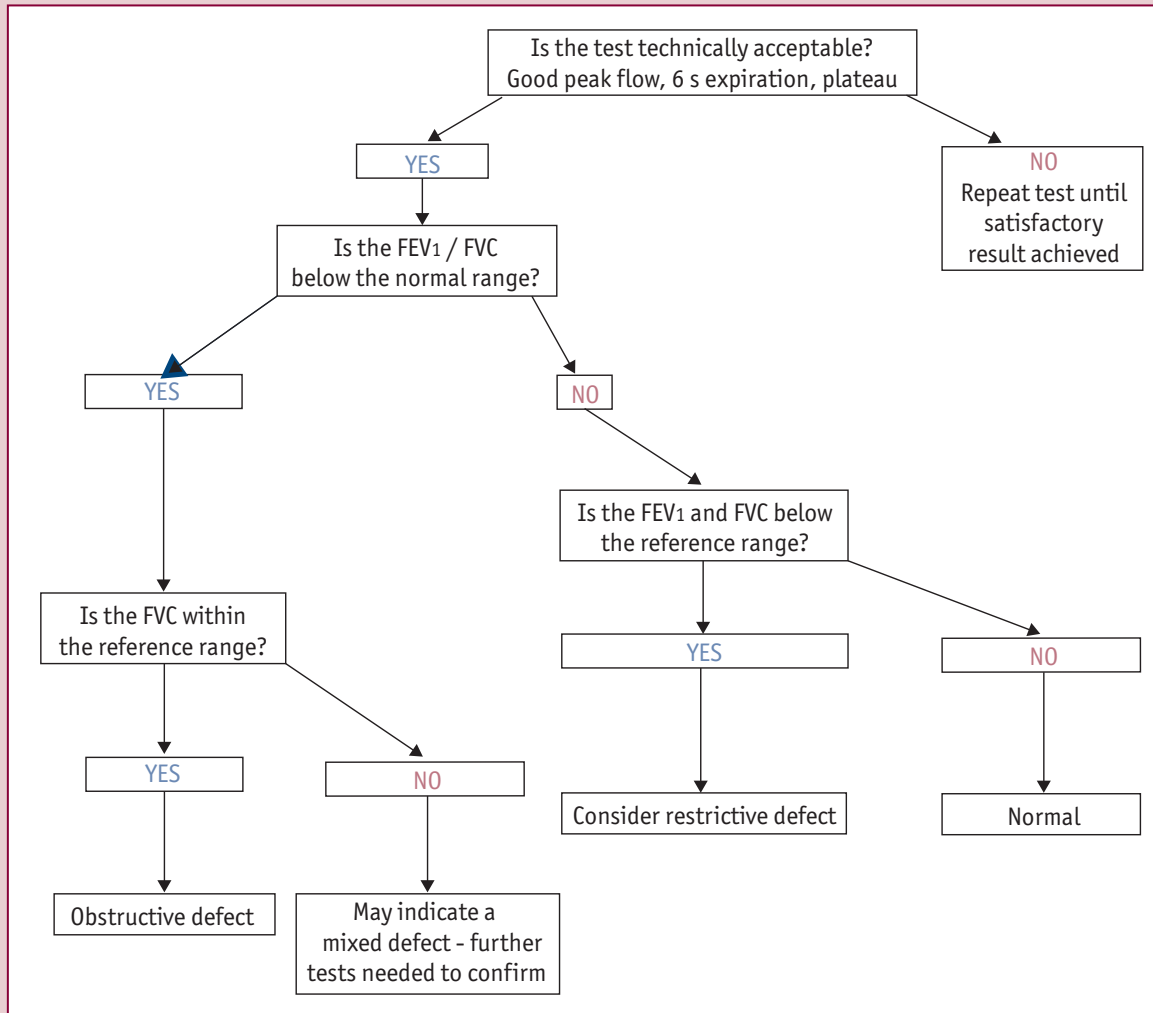 Is the test technically acceptable?
Good peak flow, 6 s expiration, plateau
YES
NO
Repeat test until
satisfactory
result achieved
Is the FEV1 / FVC
below the normal range?
YES
NO
Is the FEV1 and FVC below
the reference range?
Is the FVC within
the reference range?
YES
NO
YES
NO
Consider restrictive defect
Normal
Obstructive defect
May indicate a
mixed defect - further
tests needed to confirm